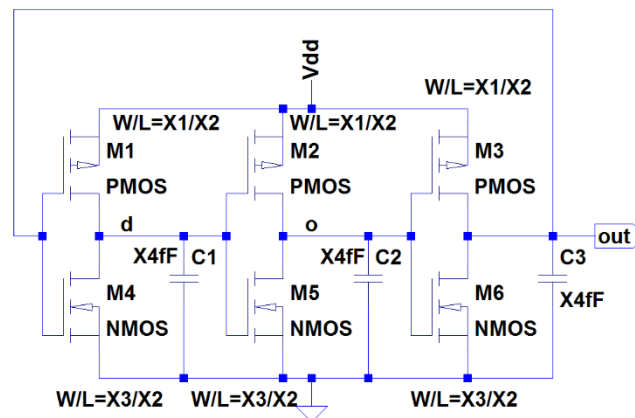 Vdd
W/L=X1/X2
W/L=X1/X2 W/L=X1/X2
M1 M2 M3
PMOS PMOS PMOS
d o out
X4fF C1 X4fF C2 C3
M4 M5 M6 X4fF
NMOS NMOS NMOS
W/L=X3/X2 W/L=X3/X2 W/L=X3/X2